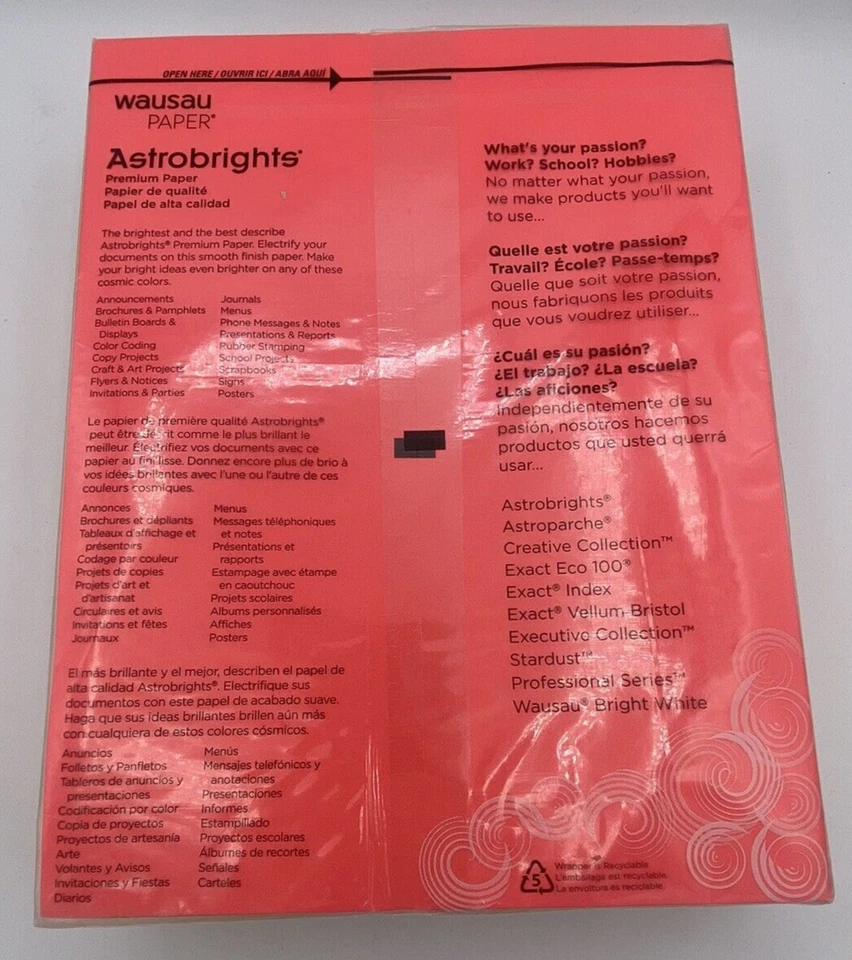 OPEN HERE / OUVRIR ICI / ABRA AQUÍ
wausau
PAPER®
Astrobrights®
Premium Paper
Papier de qualité
Papel de alta calidad
The brightest and the best describe
Astrobrights® Premium Paper. Electrify your
documents on this smooth finish paper. Make
your bright ideas even brighter on any of these
cosmic colors.
Announcements
Brochures & Pamphlets
Bulletin Boards &
Displays
Color Coding
Copy Projects
Craft & Art Projects
Flyers & Notices
Invitations & Parties
Journals
Menus
Phone Messages & Notes
Presentations & Reports
Rubber Stamping
School Projects
Scrapbooks
Signs
Posters
Le papier de première qualité Astrobrights®
peut être décrit comme le plus brillant le
meilleur. Électrifiez vos documents avec ce
papier au fini lisse. Donnez encore plus de brio à
vos idées brillantes avec l'une ou l'autre de ces
couleurs cosmiques.
Annonces
Brochures et dépliants
Tableaux d'affichage et
présentoirs
Codage par couleur
Projets de copies
Projets d'art et
d'artisanat
Circulaires et avis
Invitations et fêtes
Journaux
Menus
Messages téléphoniques
et notes
Présentations et
rapports
Estampage avec étampe
en caoutchouc
Projets scolaires
Albums personnalisés
Affiches
Posters
El más brillante y el mejor, describen el papel de
alta calidad Astrobrights®. Electrifique sus
documentos con este papel de acabado suave.
Haga que sus ideas brillantes brillen aún más
con cualquiera de estos colores cósmicos.
Anuncios
Folletos y Panfletos
Tableros de anuncios y
presentaciones
Codificación por color
Copia de proyectos
Proyectos de artesanía
Arte
Volantes y Avisos
Invitaciones y Fiestas
Diarios
Menús
Mensajes telefónicos y
anotaciones
Presentaciones
Informes
Estampillado
Proyectos escolares
Álbumes de recortes
Señales
Carteles
What's your passion?
Work? School? Hobbies?
No matter what your passion,
we make products you'll want
to use...
Quelle est votre passion?
Travail? École? Passe-temps?
Quelle que soit votre passion,
nous fabriquons les produits
que vous voudrez utiliser...
¿Cuál es su pasión?
¿El trabajo? ¿La escuela?
¿Las aficiones?
Independientemente de su
pasión, nosotros hacemos
productos que usted querrá
usar...
Astrobrights®
Astroparche®
Creative Collection™
Exact Eco 100®
Exact® Index
Exact® Vellum Bristol
Executive Collection™
Stardust™
Professional Series™
Wausau® Bright White
5
Wrapper is Recyclable
L'emballage est recyclable.
La envoltura es reciclable.